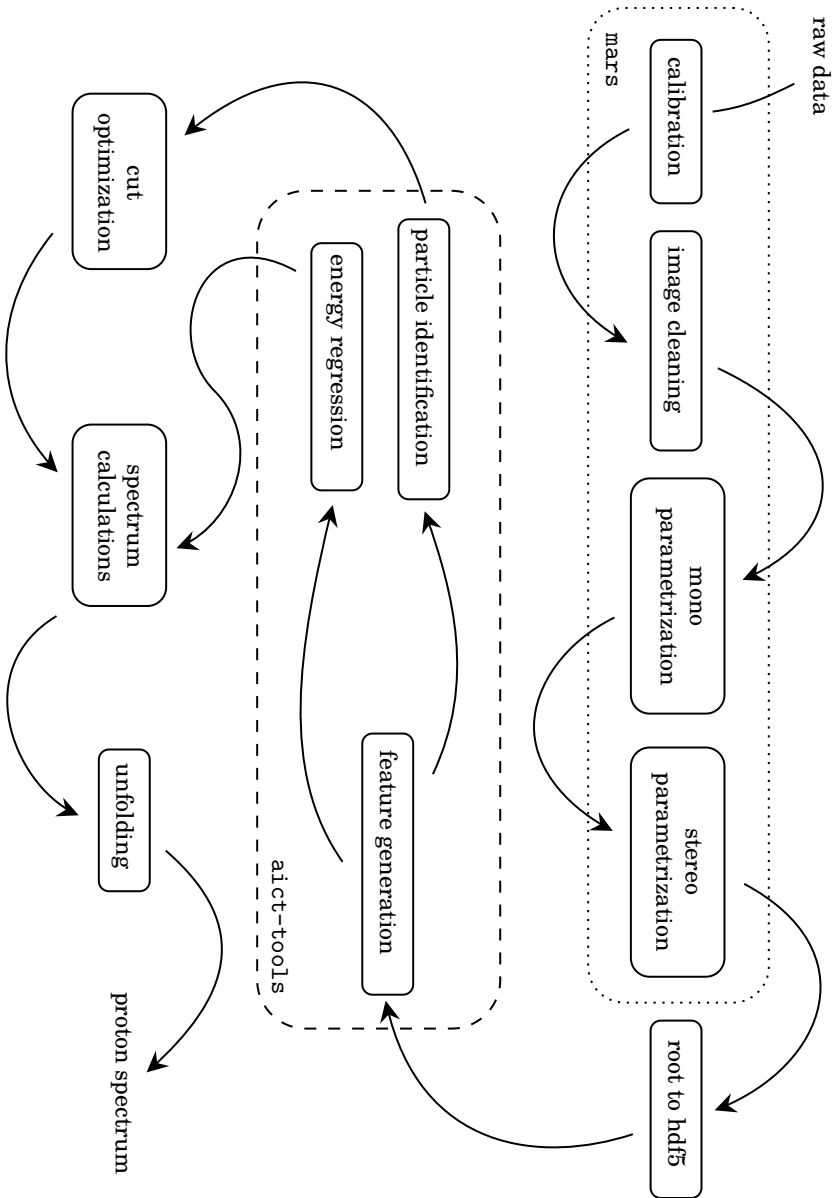 raw data
mars
calibration
image cleaning
mono
parametrization
stereo
parametrization
root to hdf5
particle identification
energy regression
feature generation
aict-tools
cut
optimization
spectrum
calculations
unfolding
proton spectrum